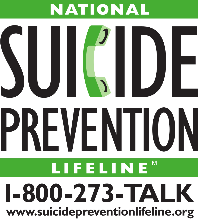 NATIONAL
SUICIDE
PREVENTION
LIFELINE™
1-800-273-TALK
www.suicidepreventionlifeline.org